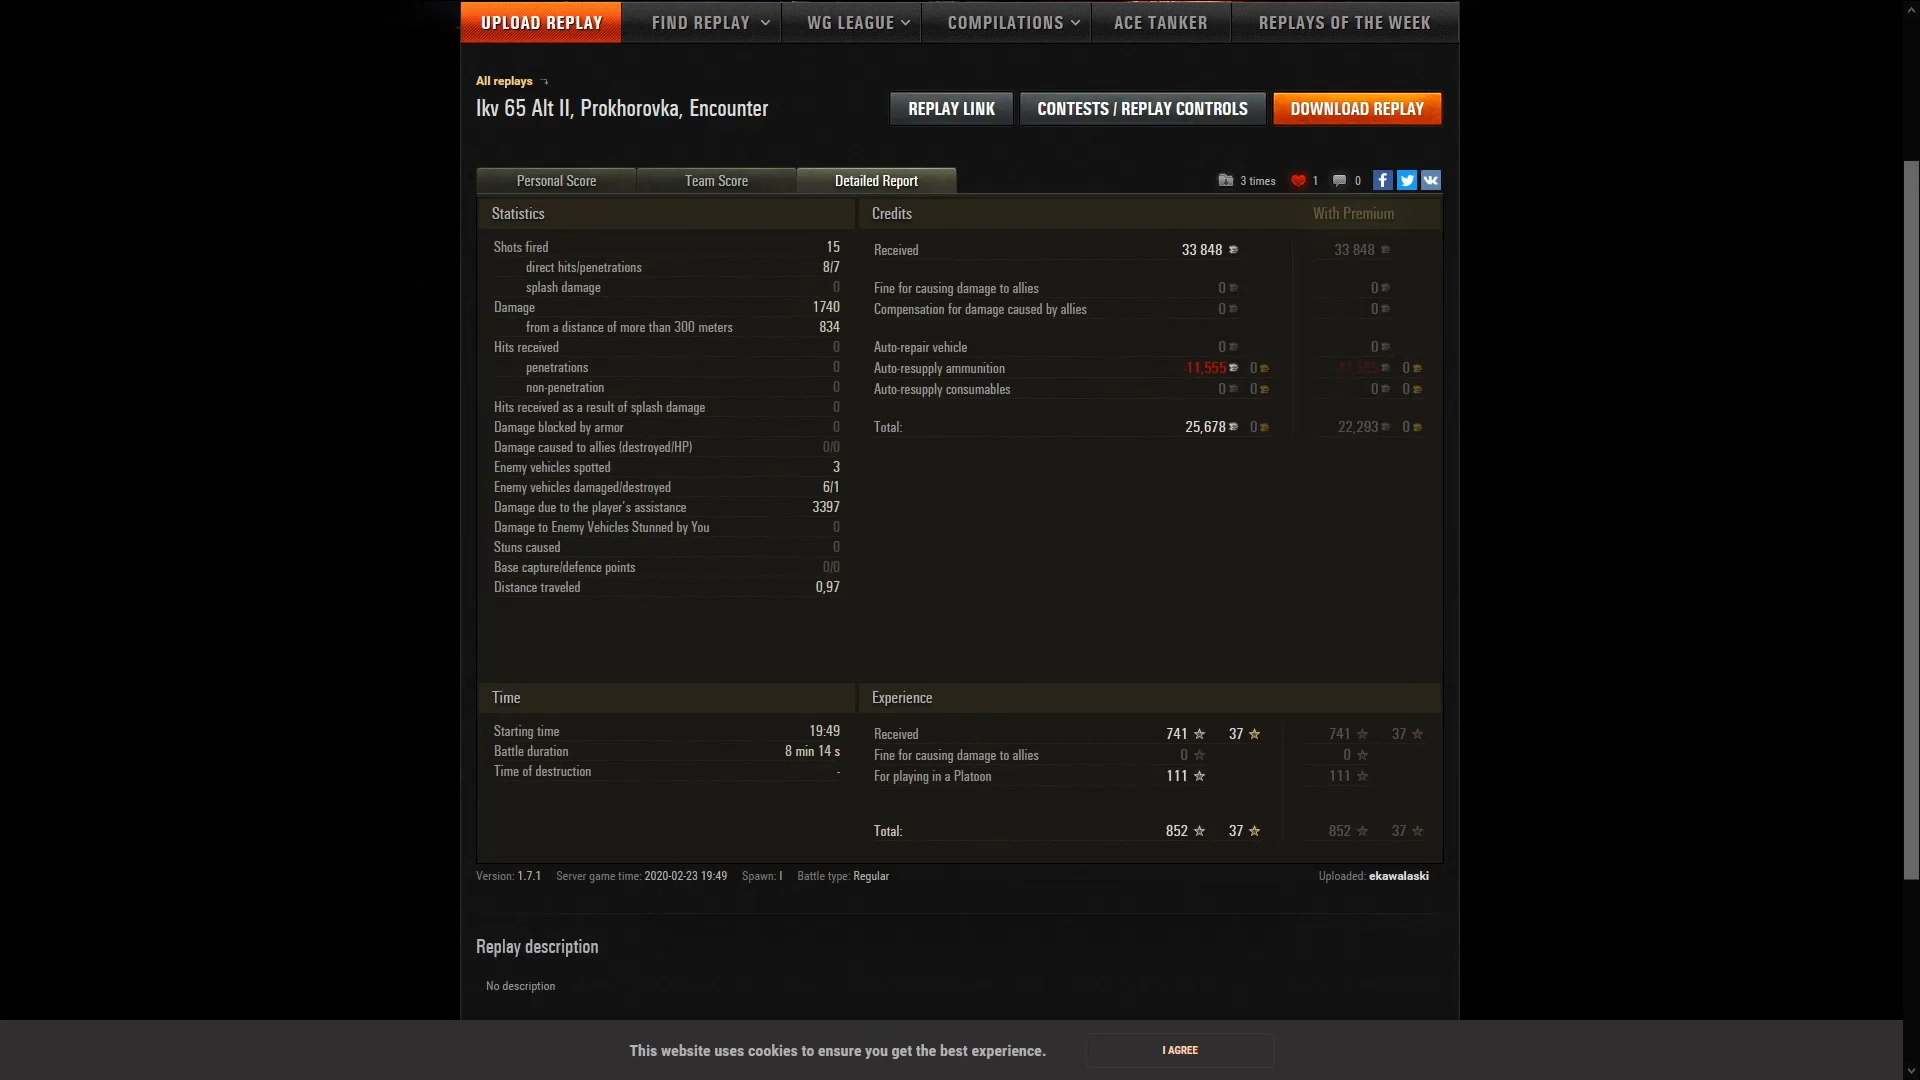 UPLOAD REPLAY FIND REPLAY WG LEAGUE COMPILATIONS ACE TANKER REPLAYS OF THE WEEK
All replays
Ikv 65 Alt II, Prokhorovka, Encounter REPLAY LINK CONTESTS / REPLAY CONTROLS DOWNLOAD REPLAY
Personal Score Team Score Detailed Report 3 times 1 0
Statistics
Shots fired 15
direct hits/penetrations 8/7
splash damage 0
Damage 1740
from a distance of more than 300 meters 834
Hits received 0
penetrations 0
non-penetration 0
Hits received as a result of splash damage 0
Damage blocked by armor 0
Damage caused to allies (destroyed/HP) 0/0
Enemy vehicles spotted 3
Enemy vehicles damaged/destroyed 6/1
Damage due to the player's assistance 3397
Damage to Enemy Vehicles Stunned by You 0
Stuns caused 0
Base capture/defence points 0/0
Distance traveled 0,97
Credits With Premium
Received 33 848 33 848
Fine for causing damage to allies 0 0
Compensation for damage caused by allies 0 0
Auto-repair vehicle 0 0
Auto-resupply ammunition -11,555 0 -11,555 0
Auto-resupply consumables 0 0 0 0
Total: 25,678 0 22,293 0
Time
Starting time 19:49
Battle duration 8 min 14 s
Time of destruction -
Experience
Received 741 37 741 37
Fine for causing damage to allies 0 0
For playing in a Platoon 111 111
Total: 852 37 852 37
Version: 1.7.1 Server game time: 2020-02-23 19:49 Spawn: I Battle type: Regular Uploaded: ekawalaski
Replay description
No description
This website uses cookies to ensure you get the best experience. I AGREE